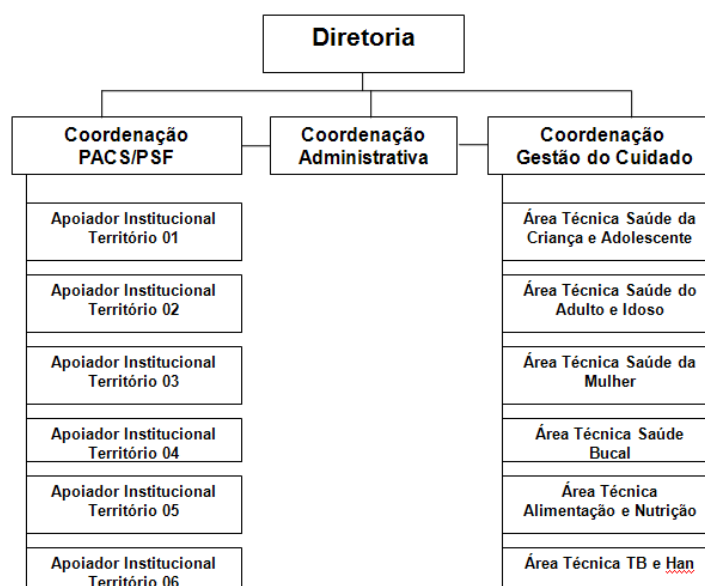 Diretoria
Coordenação
PACS/PSF
Coordenação
Administrativa
Coordenação
Gestão do Cuidado
Apoiador Institucional
Território 01
Apoiador Institucional
Território 02
Apoiador Institucional
Território 03
Apoiador Institucional
Território 04
Apoiador Institucional
Território 05
Apoiador Institucional
Território 06
Área Técnica Saúde da
Criança e Adolescente
Área Técnica Saúde do
Adulto e Idoso
Área Técnica Saúde da
Mulher
Área Técnica Saúde
Bucal
Área Técnica
Alimentação e Nutrição
Área Técnica TB e Han